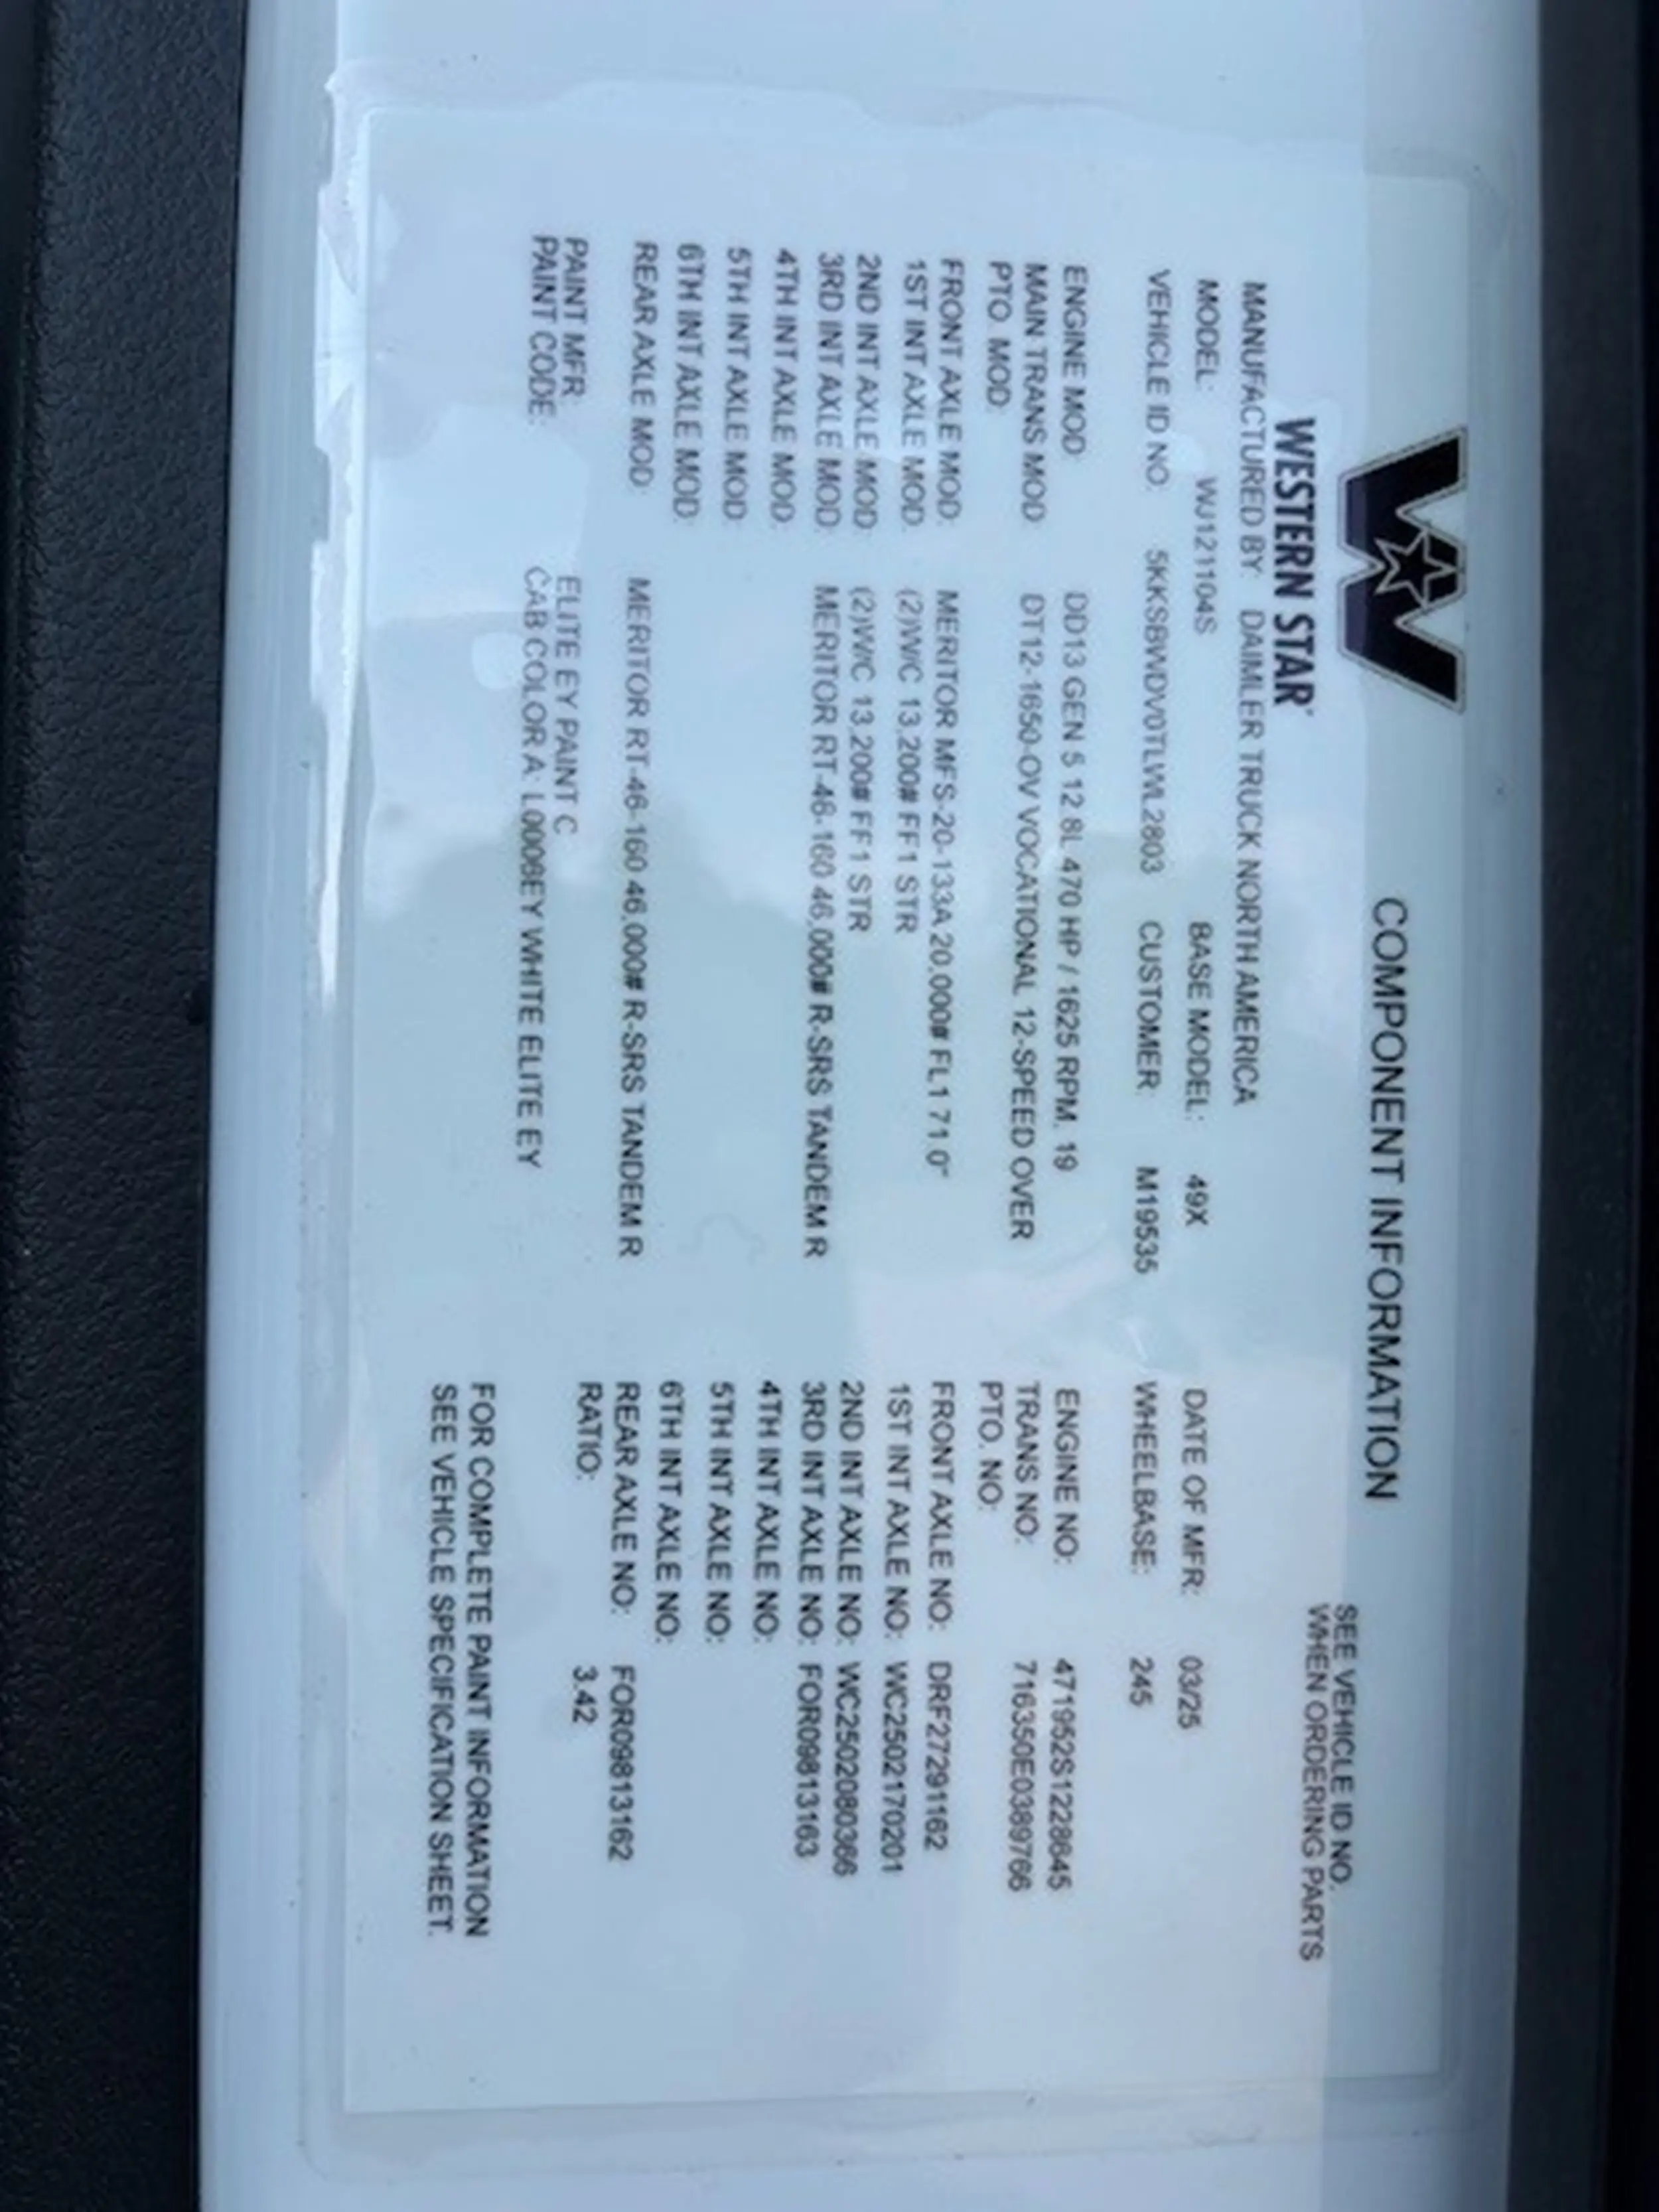 WESTERN STAR
COMPONENT INFORMATION
SEE VEHICLE ID NO.
WHEN ORDERING PARTS
MANUFACTURED BY: DAIMLER TRUCK NORTH AMERICA
MODEL: WJ121104S BASE MODEL: 49X DATE OF MFR: 03/25
VEHICLE ID NO. 5KKSBWDV0TLWL2803 CUSTOMER: M19535 WHEELBASE: 245
ENGINE MOD: DD13 GEN 5 12.8L 470 HP / 1625 RPM. 19 ENGINE NO: 471952S1228645
MAIN TRANS MOD: DT12-1650-OV VOCATIONAL 12-SPEED OVER TRANS NO: 716350E0389766
PTO. MOD: PTO. NO:
FRONT AXLE MOD: MERITOR MFS-20-133A 20,000# FL1 71.0" FRONT AXLE NO: DRF27291162
1ST INT AXLE MOD: (2)W/C 13,200# FF1 STR 1ST INT AXLE NO: WC2502170201
2ND INT AXLE MOD: (2)W/C 13,200# FF1 STR 2ND INT AXLE NO: WC2502080366
3RD INT AXLE MOD: MERITOR RT-46-160 46,000# R-SRS TANDEM R 3RD INT AXLE NO: FOR09813163
4TH INT AXLE MOD: 4TH INT AXLE NO:
5TH INT AXLE MOD: 5TH INT AXLE NO:
6TH INT AXLE MOD: 6TH INT AXLE NO:
REAR AXLE MOD: MERITOR RT-46-160 46,000# R-SRS TANDEM R REAR AXLE NO: FOR09813162
RATIO: 3.42
PAINT MFR: ELITE EY PAINT C
PAINT CODE: CAB COLOR A: L0006EY WHITE ELITE EY
FOR COMPLETE PAINT INFORMATION
SEE VEHICLE SPECIFICATION SHEET.